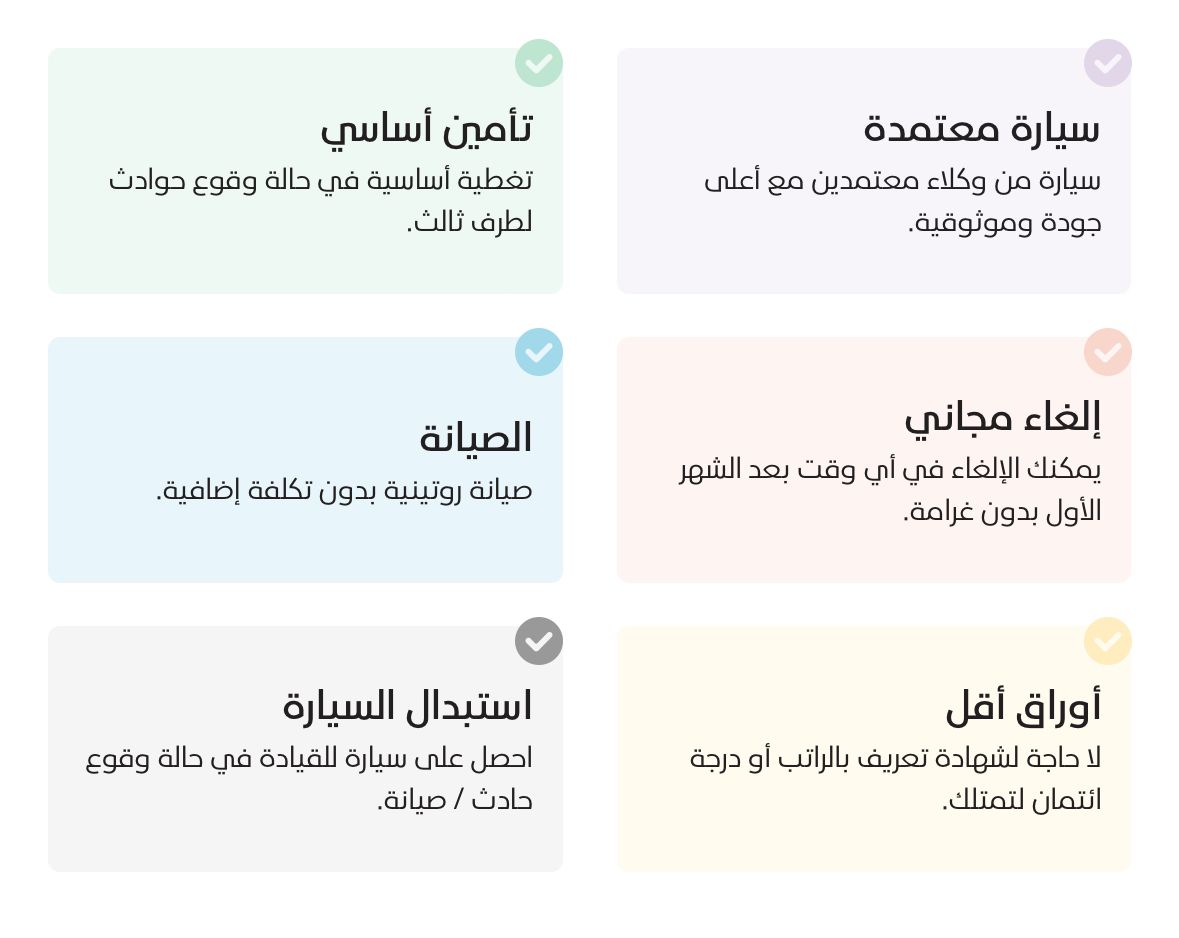 سيارة معتمدة
سيارة من وكلاء معتمدين مع أعلى
جودة وموثوقية.
تأمين أساسي
تغطية أساسية في حالة وقوع حوادث
لطرف ثالث.
إلغاء مجاني
يمكنك الإلغاء في أي وقت بعد الشهر
الأول بدون غرامة.
الصيانة
صيانة روتينية بدون تكلفة إضافية.
أوراق أقل
لا حاجة لشهادة تعريف بالراتب أو درجة
ائتمان لتمتلك.
استبدال السيارة
احصل على سيارة للقيادة في حالة وقوع
حادث / صيانة.